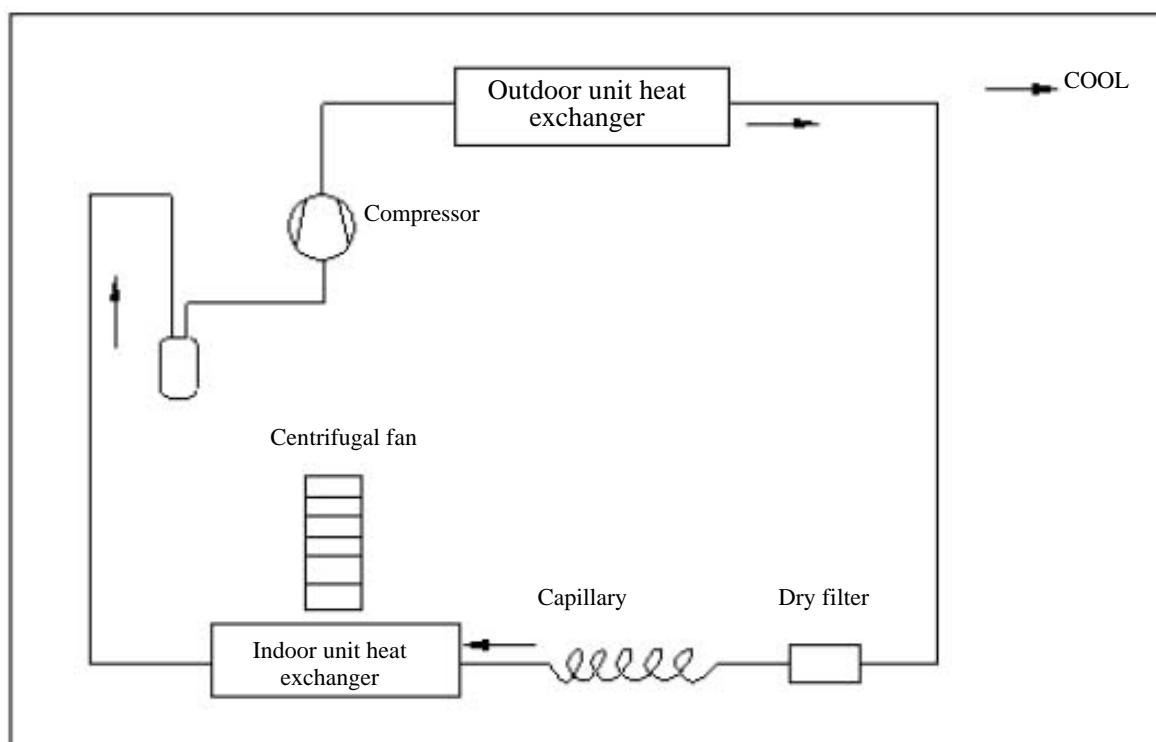 Outdoor unit heat
exchanger
COOL
Compressor
Centrifugal fan
Capillary
Dry filter
Indoor unit heat
exchanger